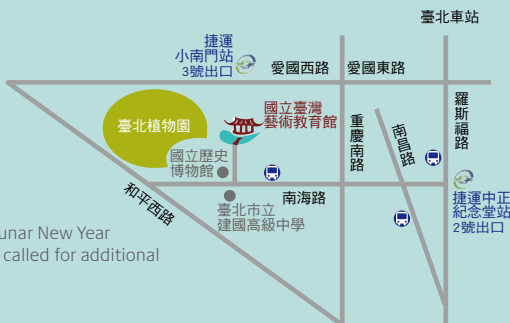 臺北車站
捷運
小南門站
3號出口
愛國西路
愛國東路
羅斯福路
國立臺灣
藝術教育館
臺北植物園
重慶南路
南昌路
國立歷史
博物館
和平西路
南海路
捷運中正
紀念堂站
2號出口
臺北市立
建國高級中學
unar New Year
called for additional